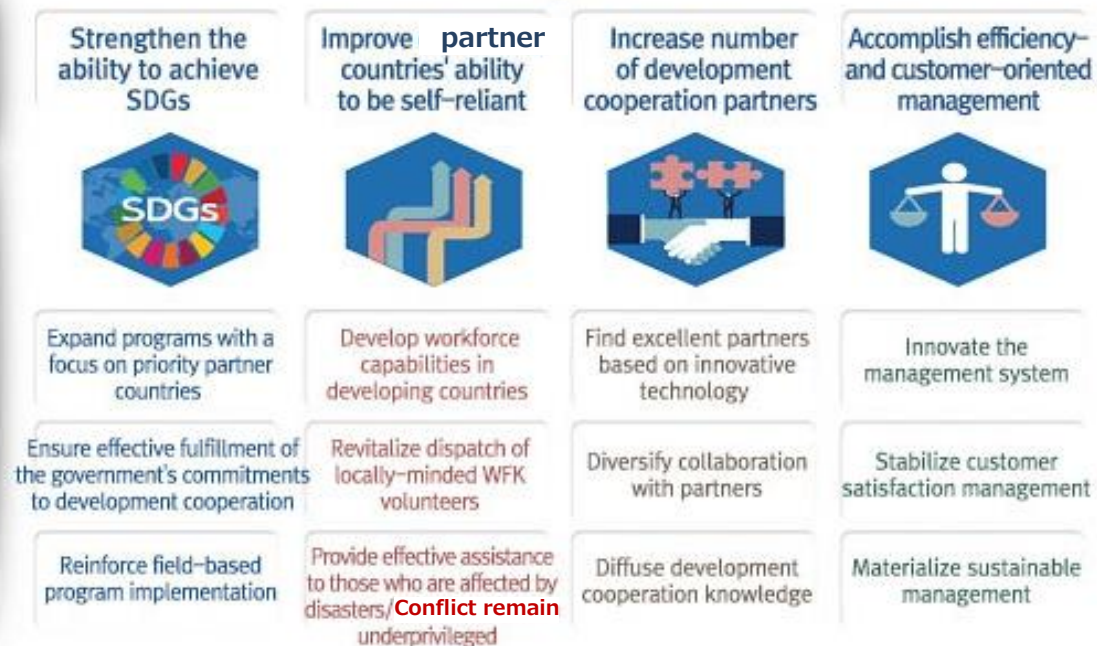 Strengthen the
ability to achieve
SDGs
Improve partner
countries' ability
to be self-reliant
Increase number
of development
cooperation partners
Accomplish efficiency-
and customer-oriented
management
SDGs
Expand programs with a
focus on priority partner
countries
Develop workforce
capabilities in
developing countries
Find excellent partners
based on innovative
technology
Innovate the
management system
Ensure effective fulfillment of
the government's commitments
to development cooperation
Revitalize dispatch of
locally-minded WFK
volunteers
Diversify collaboration
with partners
Stabilize customer
satisfaction management
Reinforce field-based
program implementation
Provide effective assistance
to those who are affected by
disasters/Conflict remain
underprivileged
Diffuse development
cooperation knowledge
Materialize sustainable
management